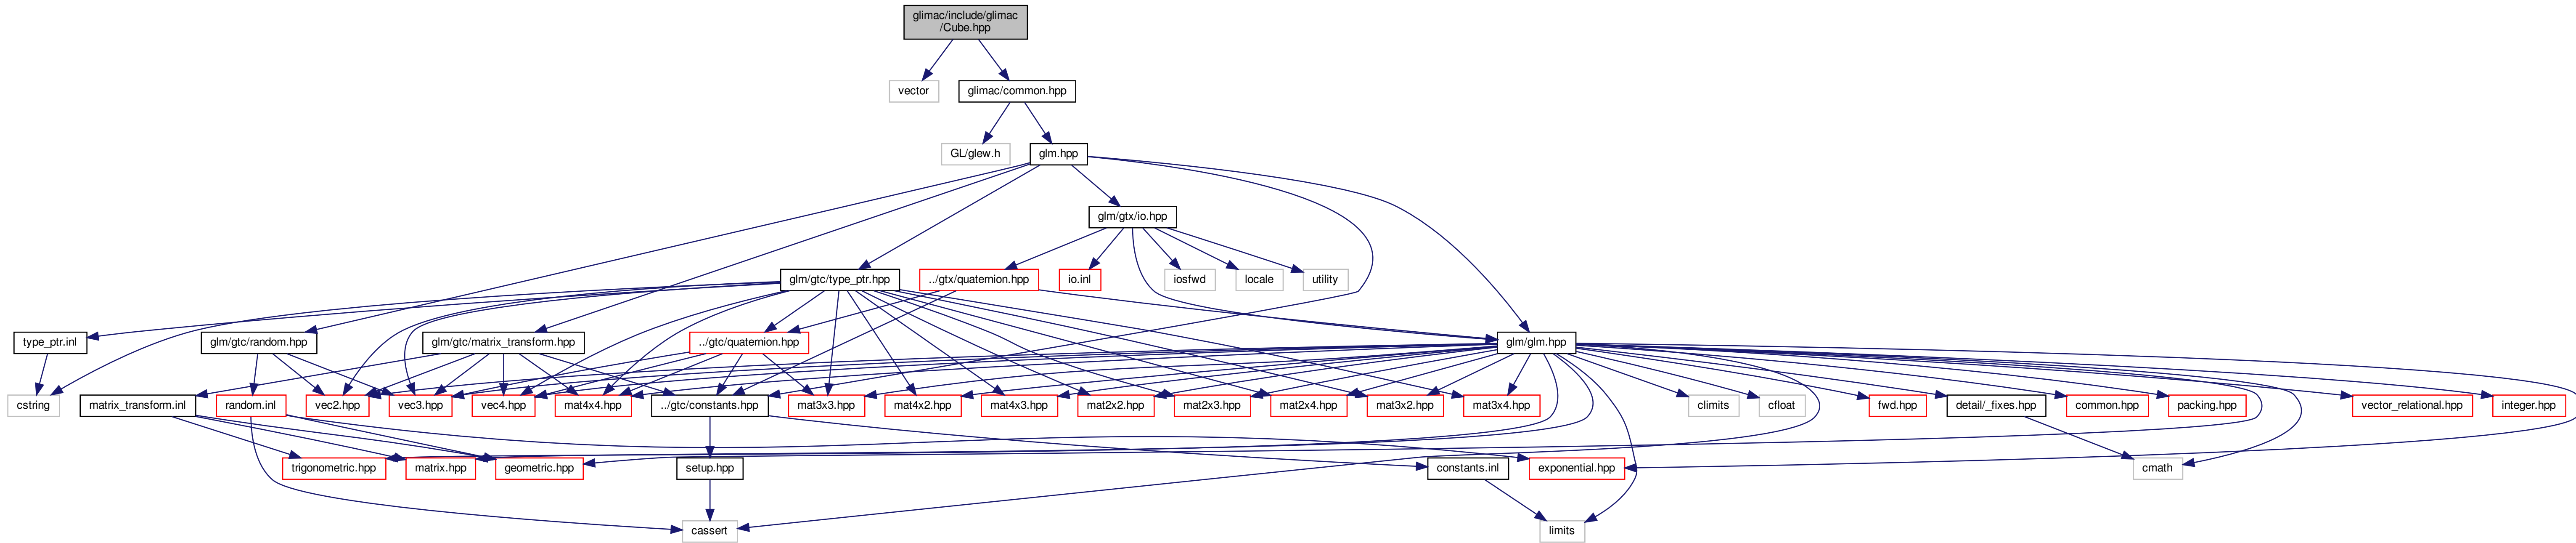 glimac/include/glimac
/Cube.hpp
vector
glimac/common.hpp
GL/glew.h
glm.hpp
glm/gtx/io.hpp
glm/gtc/type_ptr.hpp
../gtx/quaternion.hpp
io.inl
iosfwd
locale
utility
type_ptr.inl
glm/gtc/random.hpp
glm/gtc/matrix_transform.hpp
../gtc/quaternion.hpp
glm/glm.hpp
cstring
matrix_transform.inl
random.inl
vec2.hpp
vec3.hpp
vec4.hpp
mat4x4.hpp
../gtc/constants.hpp
mat3x3.hpp
mat4x2.hpp
mat4x3.hpp
mat2x2.hpp
mat2x3.hpp
mat2x4.hpp
mat3x2.hpp
mat3x4.hpp
climits
cfloat
fwd.hpp
detail/_fixes.hpp
common.hpp
packing.hpp
vector_relational.hpp
integer.hpp
trigonometric.hpp
matrix.hpp
geometric.hpp
setup.hpp
constants.inl
exponential.hpp
cmath
cassert
limits